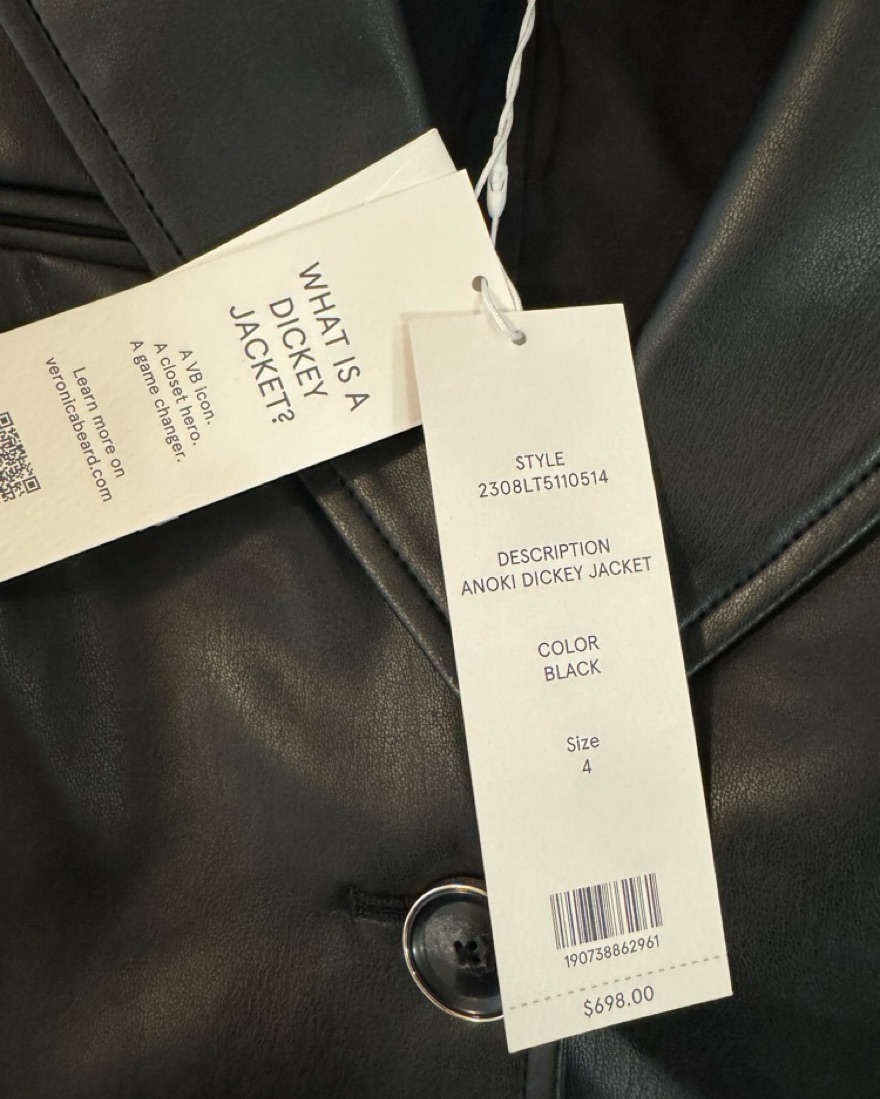 WHAT IS A
DICKEY
JACKET?
A VB icon.
A closet hero.
A game changer.
Learn more on
veronicabeard.com
STYLE
2308LT5110514
DESCRIPTION
ANOKI DICKEY JACKET
COLOR
BLACK
Size
4
190738862961
$698.00